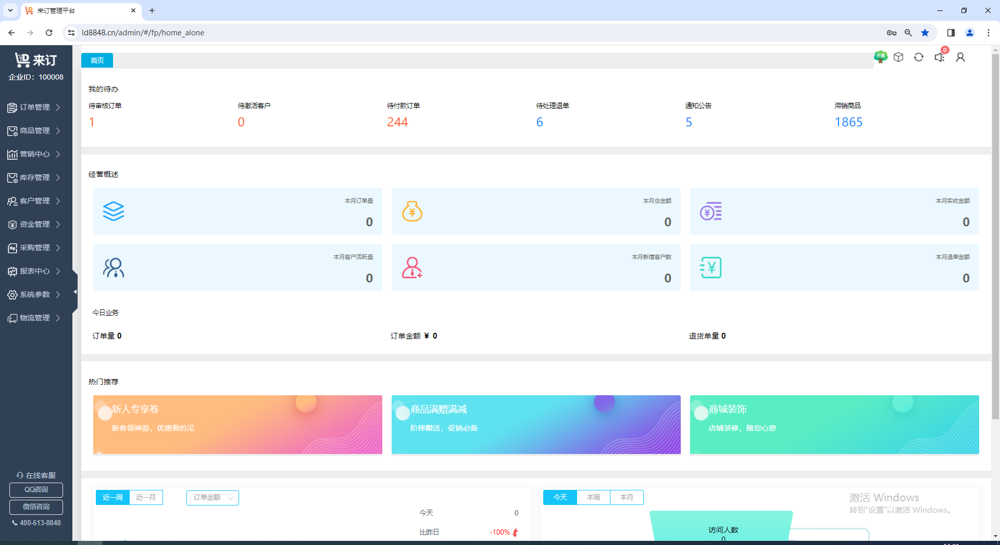 来订管理平台
ld8848.cn/admin/#/fp/home_alone
来订
企业ID：100008
首页
许愿
0
我的待办
待审核订单
待激活客户
待付款订单
待处理退单
通知公告
滞销商品
1
0
244
6
5
1865
订单管理
商品管理
营销中心
库存管理
客户管理
资金管理
采购管理
报表中心
系统参数
物流管理
经营概述
本月订单量
0
本月总金额
0
本月实收金额
0
本月客户活跃量
0
本月新增客户数
0
本月退单金额
0
今日业务
订单量 0
订单金额 ¥ 0
退货单量 0
热门推荐
新人专享卷
新客领神券，优惠看的见
商品满赠满减
阶梯赠送，促销必备
商城装饰
店铺装修，随您心意
在线客服
QQ咨询
微信咨询
400-613-8848
近一周
近一月
订单金额
今天
0
比昨日
-100%
今天
本周
本月
访问人数
0
激活 Windows
转到“设置”以激活 Windows。